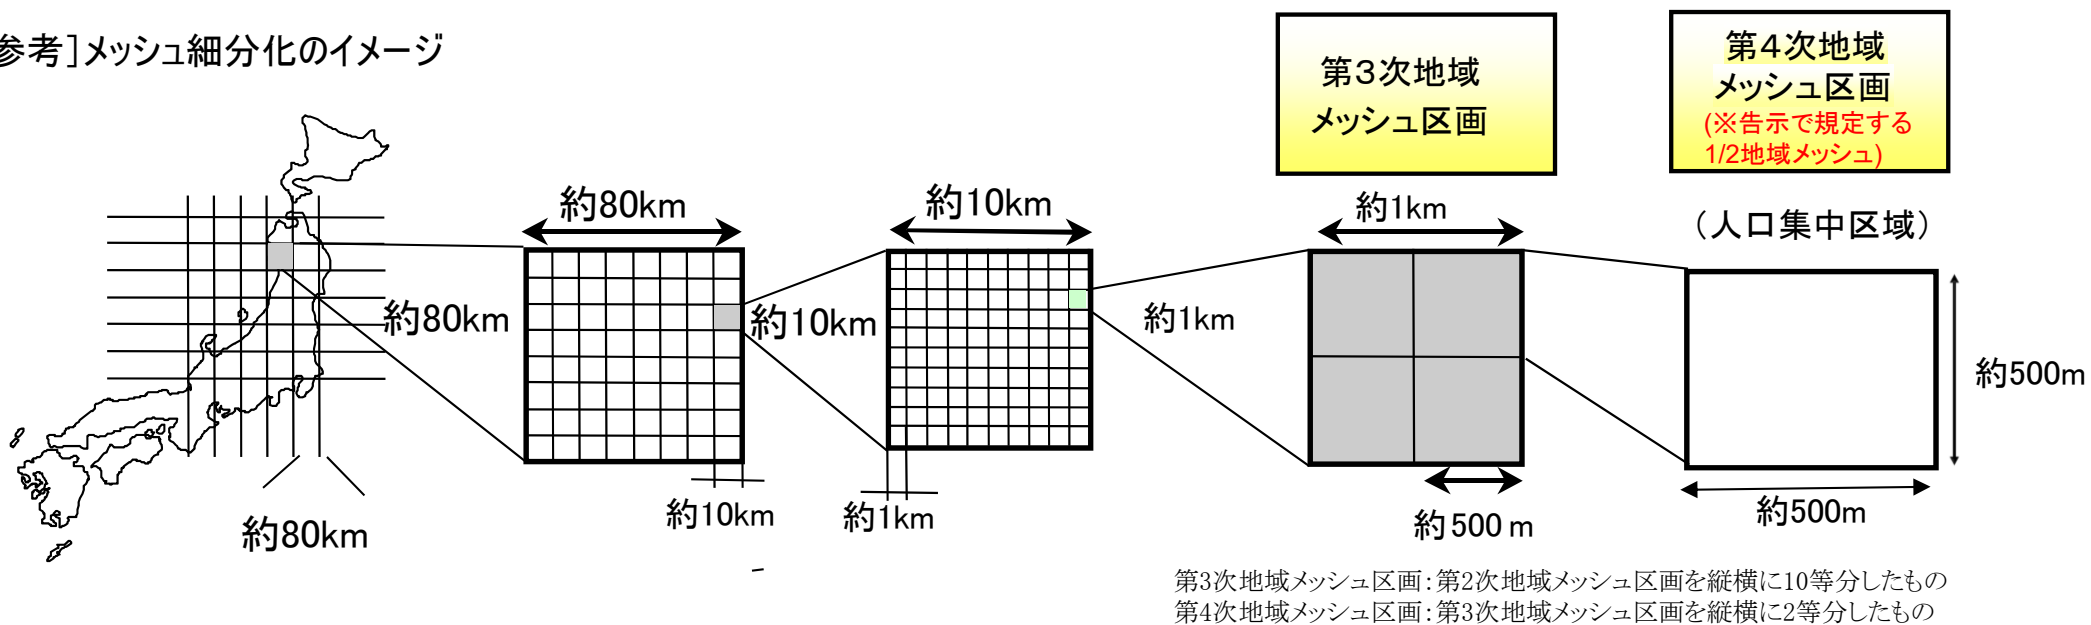 参考]メッシュ細分化のイメージ
第3次地域
メッシュ区画
第4次地域
メッシュ区画
(※告示で規定する
1/2地域メッシュ)
(人口集中区域)
約80km
約10km
約1km
約80km
約10km
約1km
約500m
約80km
約10km
約1km
約500m
約500m
第3次地域メッシュ区画:第2次地域メッシュ区画を縦横に10等分したもの
第4次地域メッシュ区画:第3次地域メッシュ区画を縦横に2等分したもの